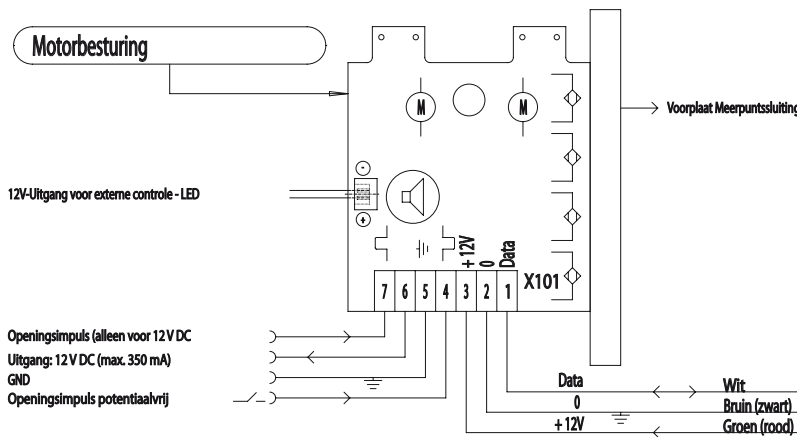 Motorbesturing
M
M
Voorplaat Meerpuntssluiting
12V-Uitgang voor externe controle - LED
-
+
+ 12V
0
Data
X101
7 6 5 4 3 2 1
Openingsimpuls (alleen voor 12 V DC
Uitgang: 12 V DC (max. 350 mA)
GND
Openingsimpuls potentiaalvrij
Data
Wit
0
Bruin (zwart)
+ 12V
Groen (rood)